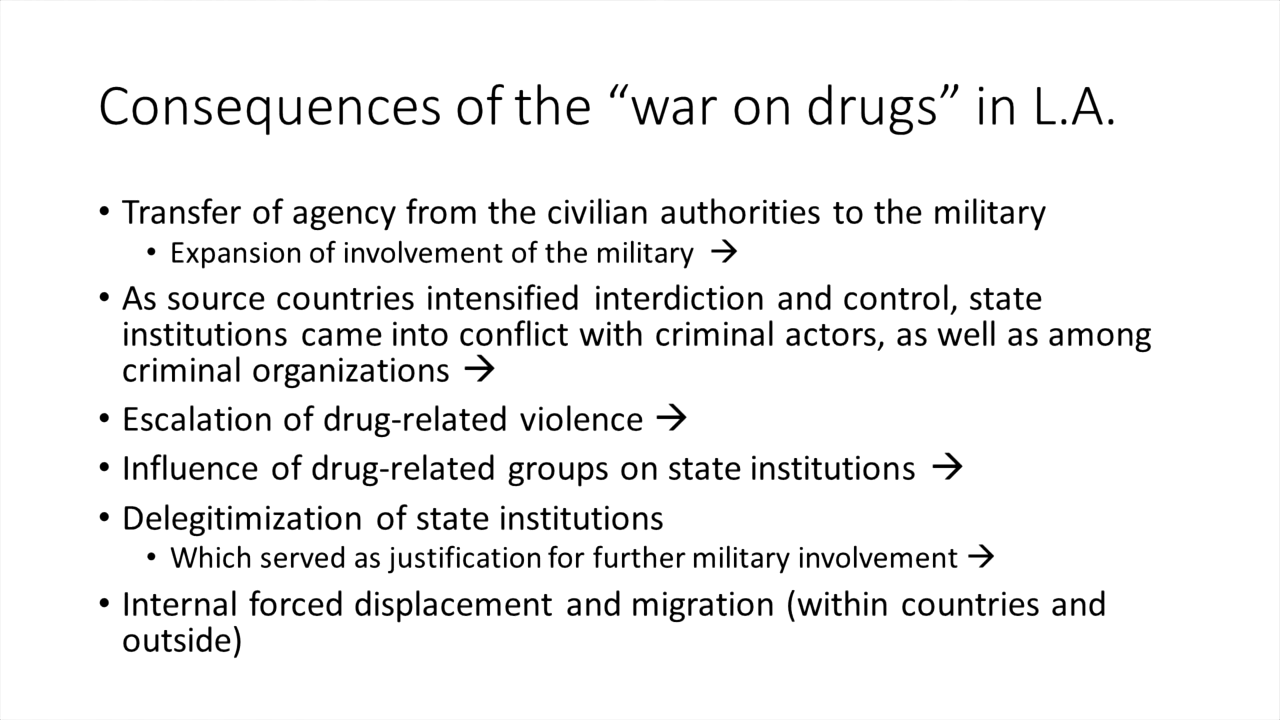 Consequences of the “war on drugs” in L.A.
• Transfer of agency from the civilian authorities to the military
• Expansion of involvement of the military →
• As source countries intensified interdiction and control, state
institutions came into conflict with criminal actors, as well as among
criminal organizations →
• Escalation of drug-related violence →
• Influence of drug-related groups on state institutions →
• Delegitimization of state institutions
• Which served as justification for further military involvement →
• Internal forced displacement and migration (within countries and
outside)